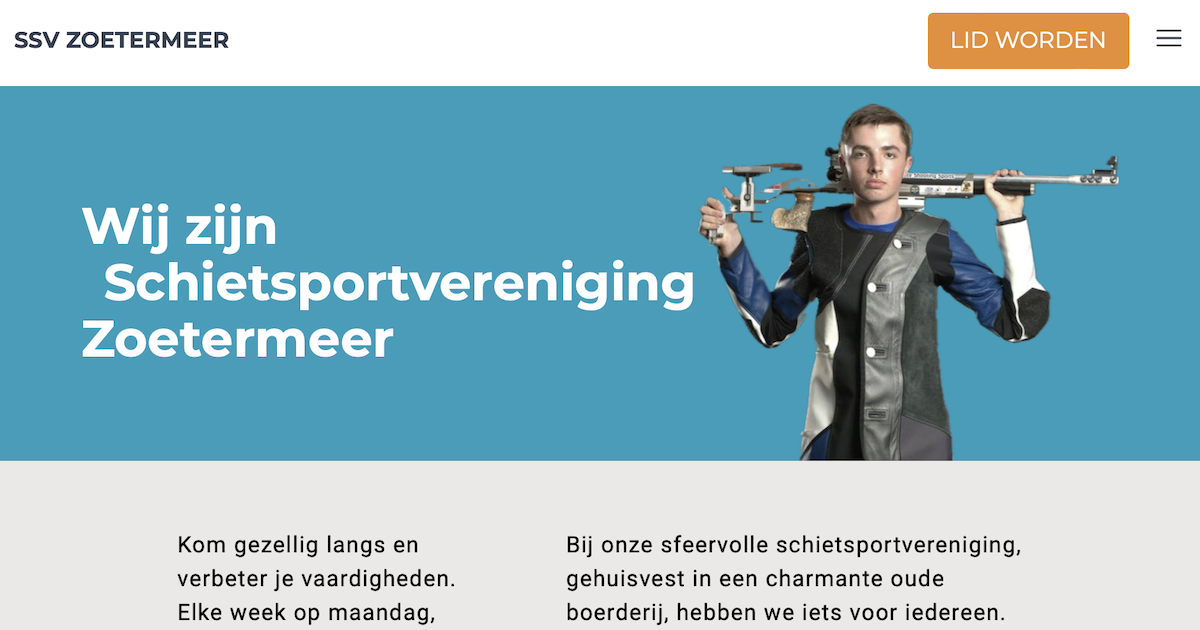 SSV ZOETERMEER
LID WORDEN
Wij zijn
Schietsportvereniging
Zoetermeer
Kom gezellig langs en
verbeter je vaardigheden.
Elke week op maandag,
Bij onze sfeervolle schietsportvereniging,
gehuisvest in een charmante oude
boerderij, hebben we iets voor iedereen.